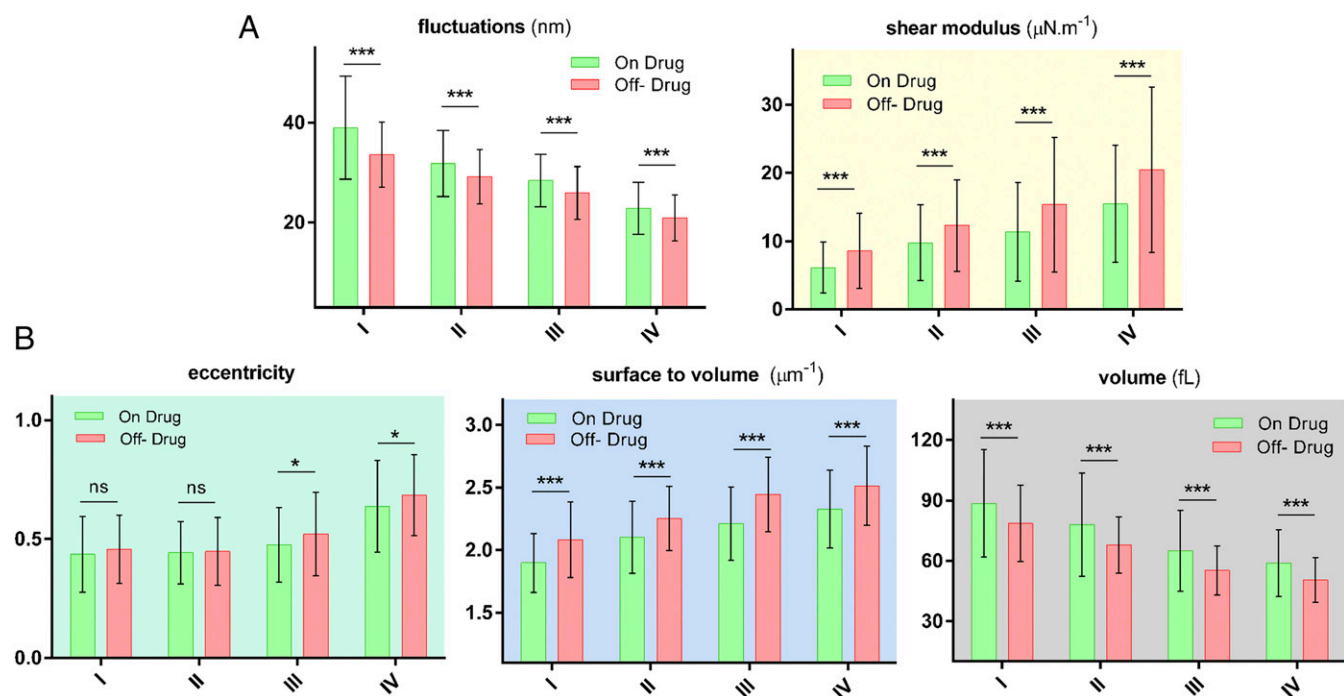 A
fluctuations (nm)
***
***
***
***
On Drug
Off- Drug
40
20
I
II
III
IV
shear modulus (μN.m⁻¹)
On Drug
Off- Drug
***
***
***
***
30
20
10
0
I
II
III
IV
B
eccentricity
On Drug
Off- Drug
ns
ns
*
*
1.0
0.5
0.0
I
II
III
IV
surface to volume (μm⁻¹)
On Drug
Off- Drug
***
***
***
***
3.0
2.5
2.0
1.5
I
II
III
IV
volume (fL)
On Drug
Off- Drug
***
***
***
***
120
90
60
30
I
II
III
IV